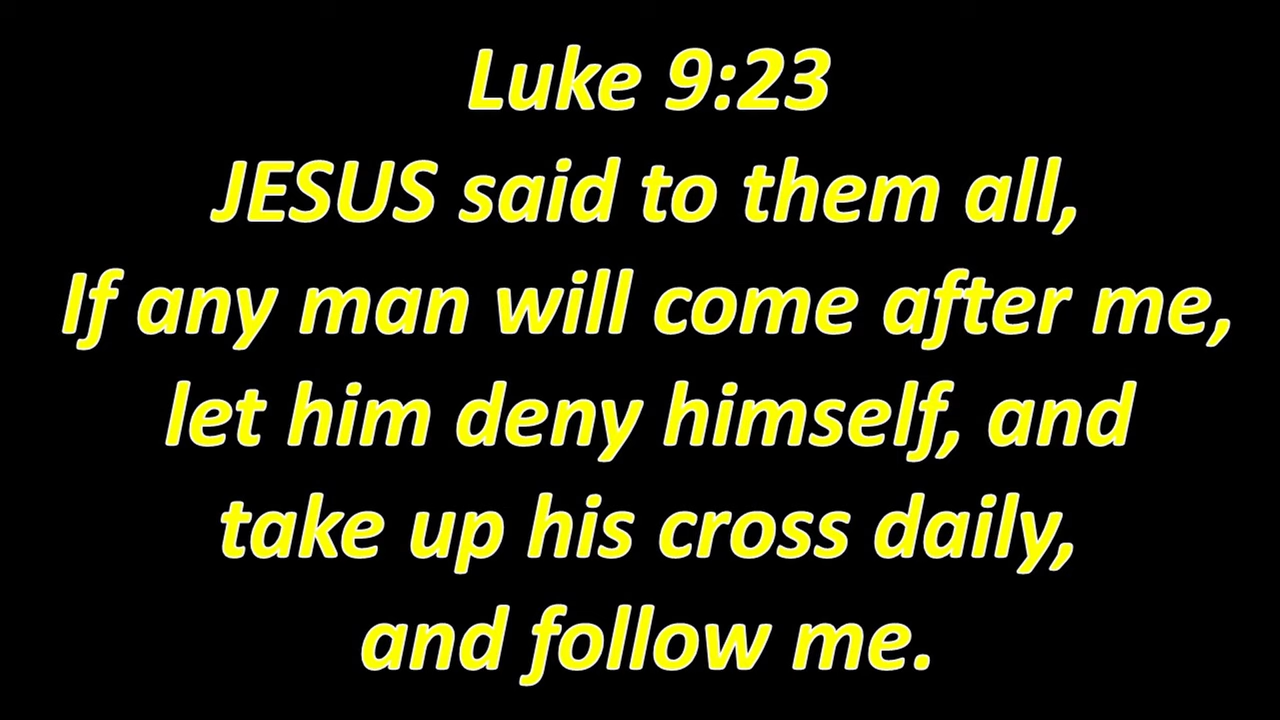 Luke 9:23
JESUS said to them all,
If any man will come after me,
let him deny himself, and
take up his cross daily,
and follow me.